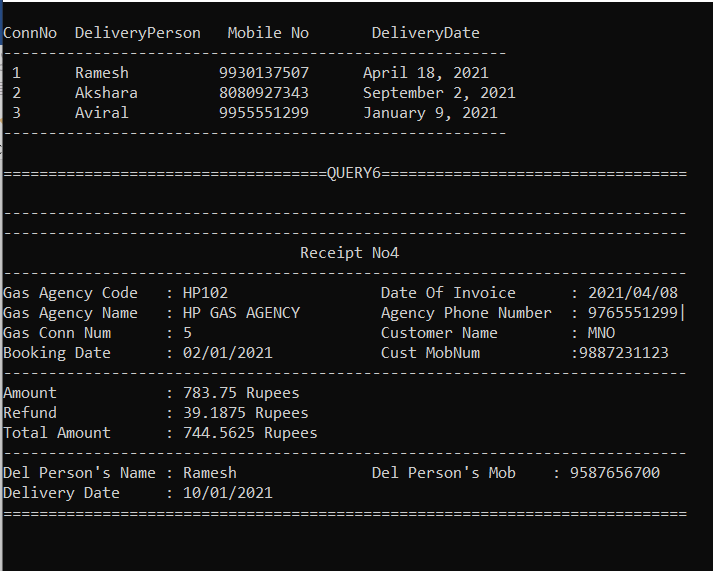 ConnNo  DeliveryPerson   Mobile No       DeliveryDate
--------------------------------------------------------
 1      Ramesh          9930137507      April 18, 2021
 2      Akshara         8080927343      September 2, 2021
 3      Aviral          9955551299      January 9, 2021
--------------------------------------------------------
====================================QUERY6==================================
----------------------------------------------------------------------------
----------------------------------------------------------------------------
                                 Receipt No4
----------------------------------------------------------------------------
Gas Agency Code   : HP102                 Date Of Invoice      : 2021/04/08
Gas Agency Name   : HP GAS AGENCY         Agency Phone Number  : 9765551299|
Gas Conn Num      : 5                     Customer Name        : MNO
Booking Date      : 02/01/2021            Cust MobNum          :9887231123
----------------------------------------------------------------------------
Amount            : 783.75 Rupees
Refund            : 39.1875 Rupees
Total Amount      : 744.5625 Rupees
----------------------------------------------------------------------------
Del Person's Name : Ramesh               Del Person's Mob    : 9587656700
Delivery Date     : 10/01/2021
============================================================================